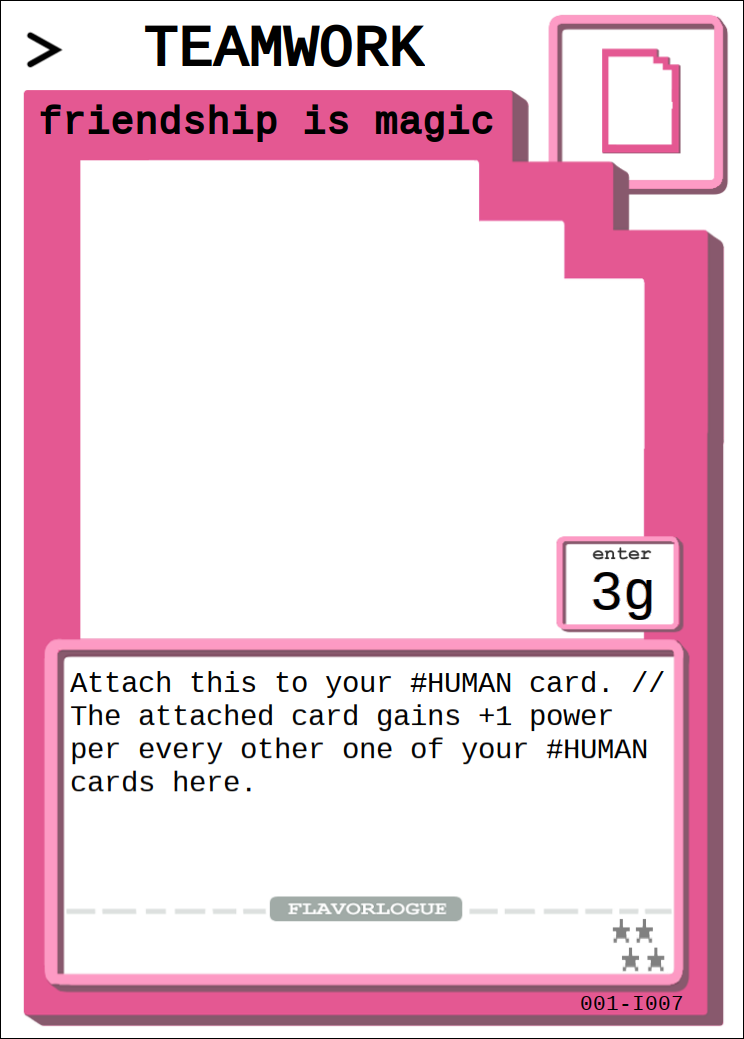 > TEAMWORK
friendship is magic
enter
3g
Attach this to your #HUMAN card. //
The attached card gains +1 power
per every other one of your #HUMAN
cards here.
FLAVORLOGUE
001-I007